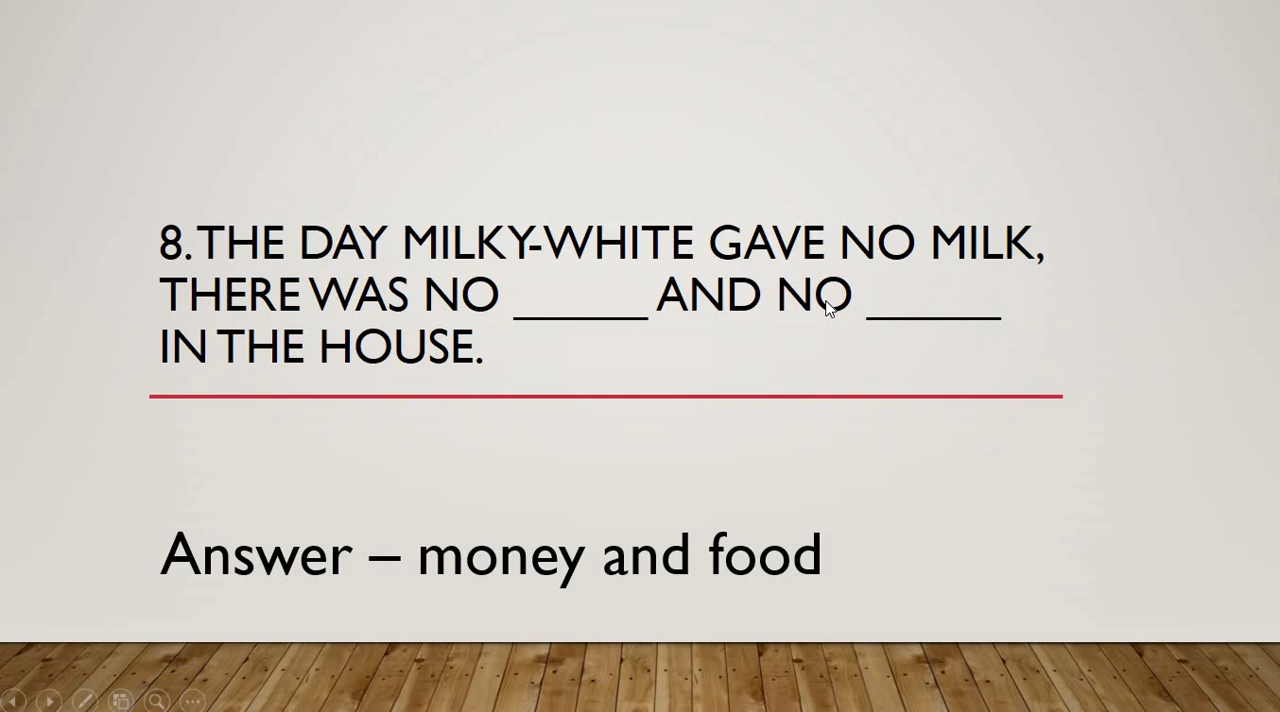 8. THE DAY MILKY-WHITE GAVE NO MILK,
THERE WAS NO ______ AND NO ______
IN THE HOUSE.
Answer – money and food